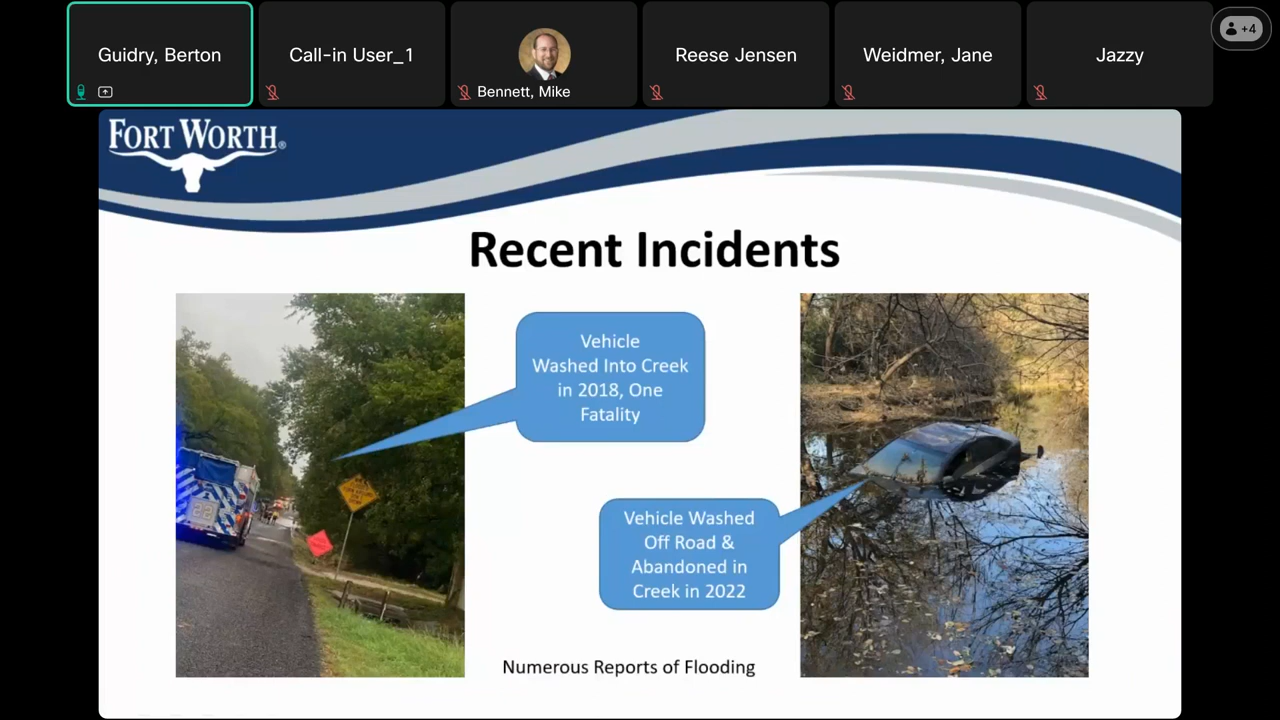 Guidry, Berton
Call-in User_1
Bennett, Mike
Reese Jensen
Weidmer, Jane
Jazzy
+4
FORT WORTH®
Recent Incidents
Vehicle
Washed Into Creek
in 2018, One
Fatality
Vehicle Washed
Off Road &
Abandoned in
Creek in 2022
Numerous Reports of Flooding